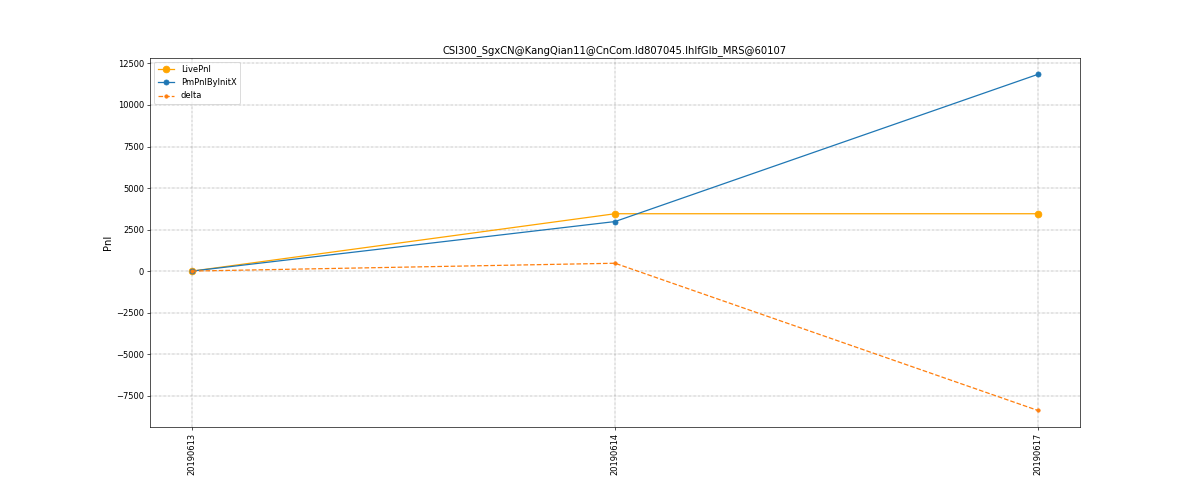 CSI300_SgxCN@KangQian11@CnCom.Id807045.IhIfGlb_MRS@60107
LivePnl
PmPnlByInitX
delta
12500
10000
7500
5000
2500
0
−2500
−5000
−7500
Pnl
20190613
20190614
20190617